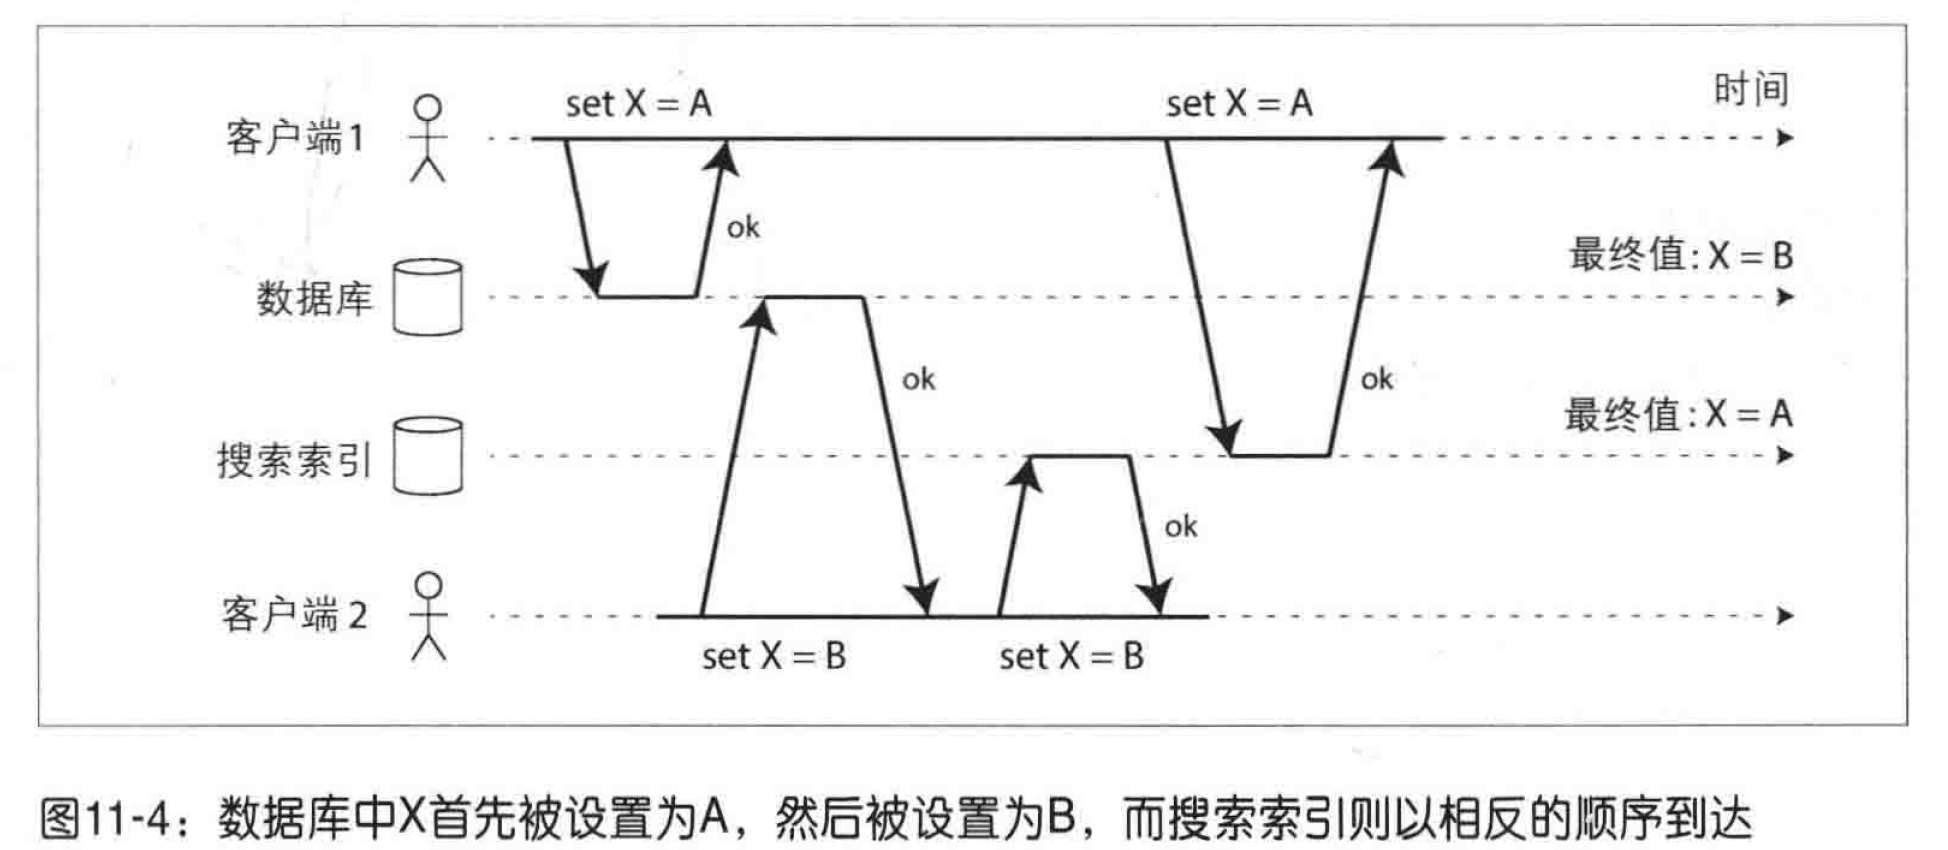 set X = A
set X = A
时间
客户端1
ok
最终值: X = B
数据库
ok
ok
最终值: X = A
搜索索引
ok
客户端 2
set X = B
set X = B
图11-4：数据库中X首先被设置为A，然后被设置为B，而搜索索引则以相反的顺序到达